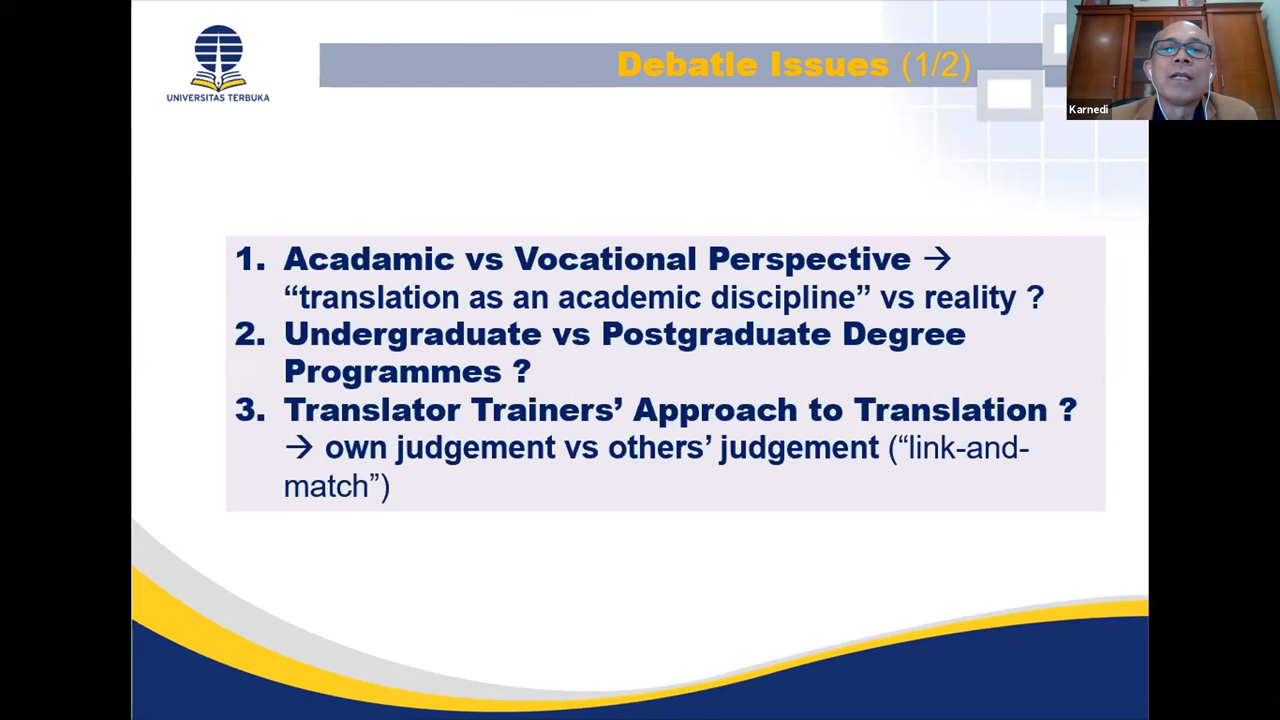 UNIVERSITAS TERBUKA
Debatle Issues (1/2)
Karnedi
1. Acadamic vs Vocational Perspective →
“translation as an academic discipline” vs reality ?
2. Undergraduate vs Postgraduate Degree
Programmes ?
3. Translator Trainers’ Approach to Translation ?
→ own judgement vs others’ judgement (“link-and-
match”)